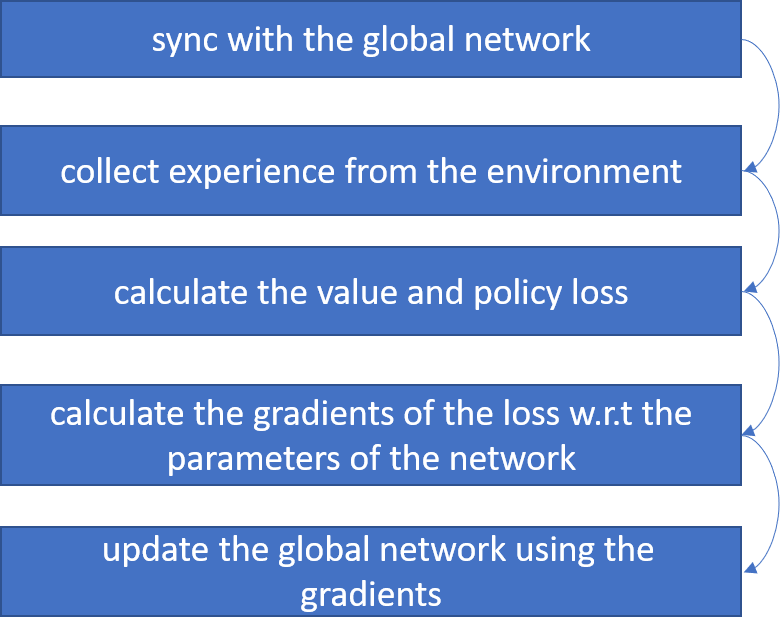 sync with the global network
collect experience from the environment
calculate the value and policy loss
calculate the gradients of the loss w.r.t the
parameters of the network
update the global network using the
gradients